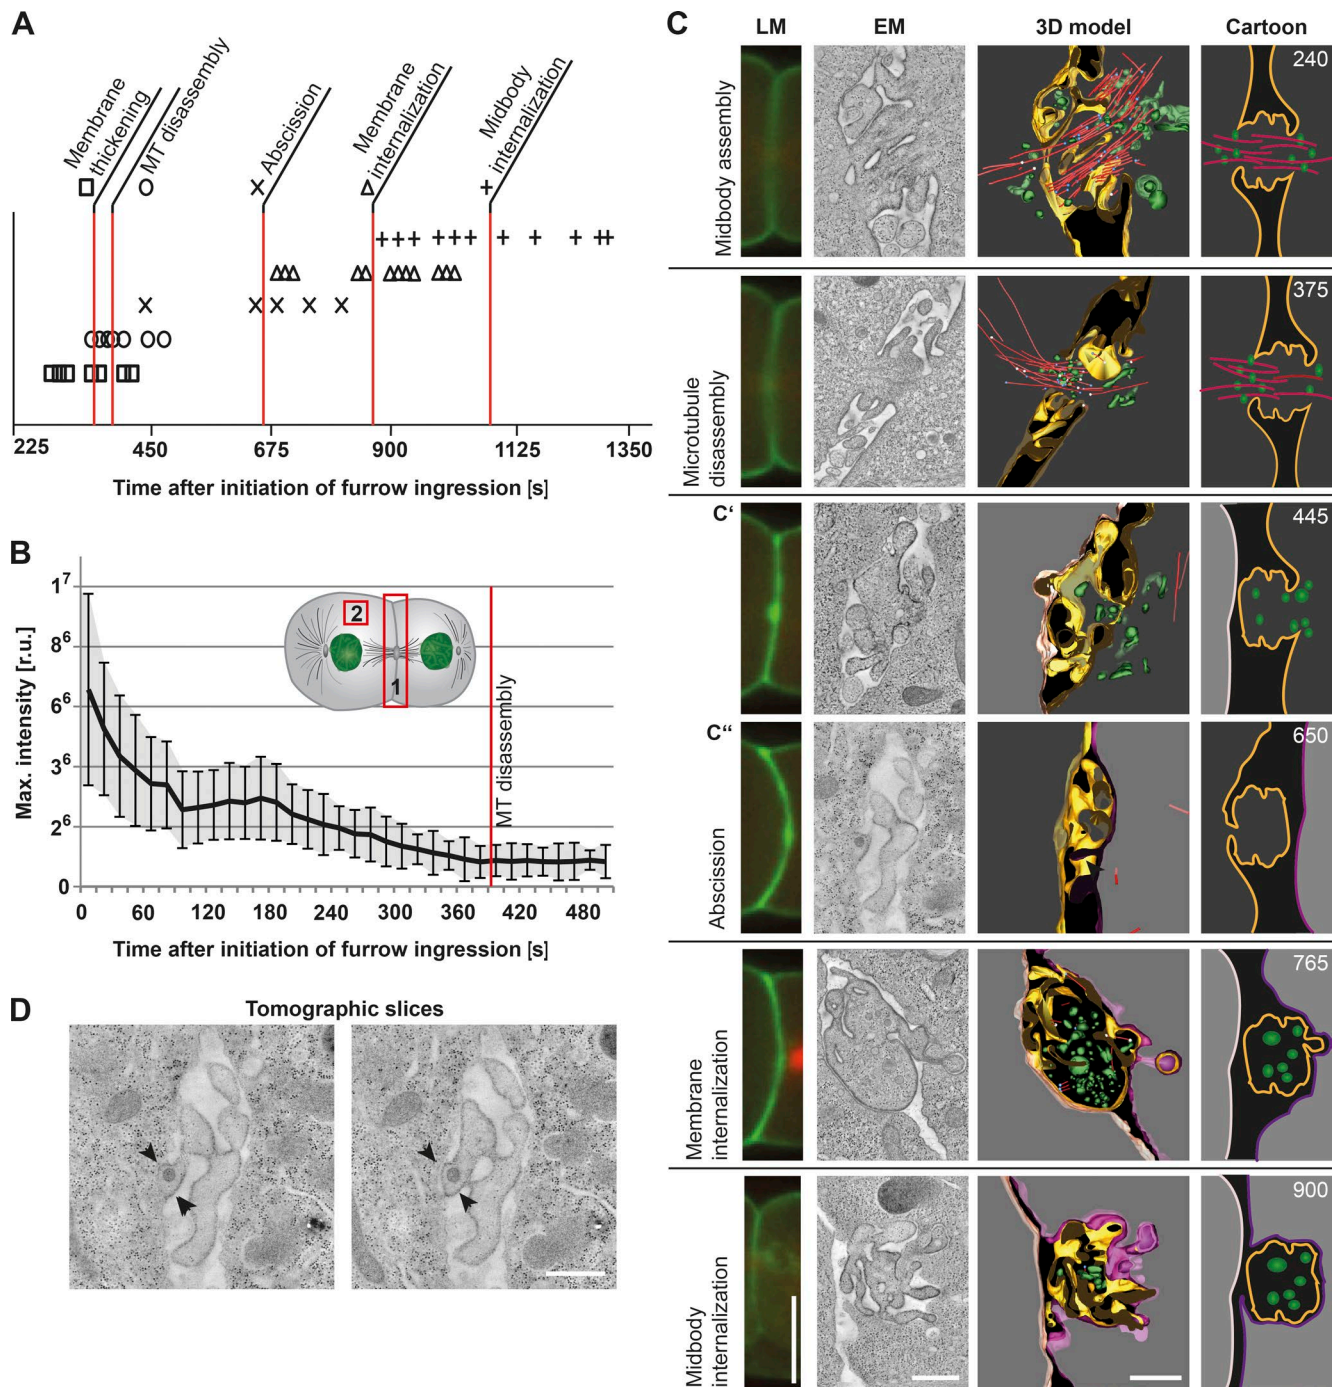 A
Membrane
thickening
MT disassembly
Abscission
Membrane
internalization
Midbody
internalization
225 450 675 900 1125 1350
Time after initiation of furrow ingression [s]
B
Max. intensity [r.u.]
1⁷
8⁶
6⁶
3⁶
2⁶
0
2
1
MT disassembly
0 60 120 180 240 300 360 420 480
Time after initiation of furrow ingression [s]
D
Tomographic slices
C
LM EM 3D model Cartoon
Midbody assembly
240
Microtubule
disassembly
375
C‘
445
Abscission
C“
650
Membrane
internalization
765
Midbody
internalization
900